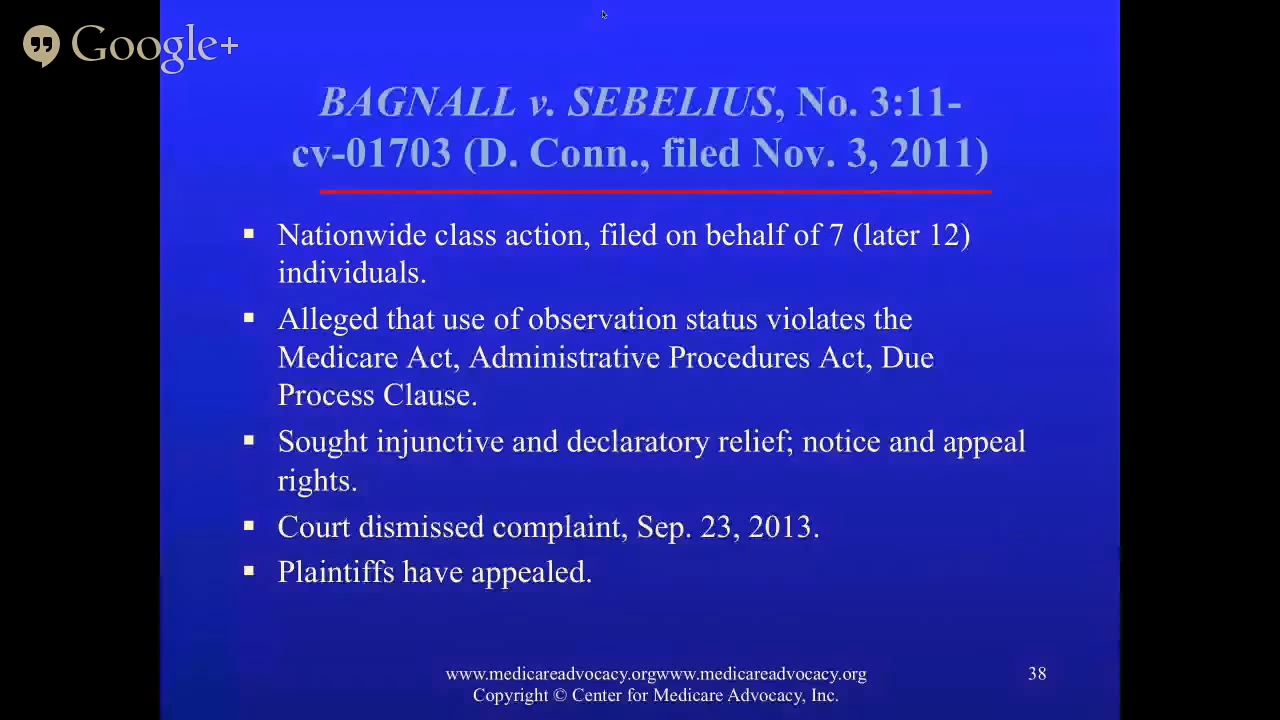 Google+
BAGNALL v. SEBELIUS, No. 3:11-
cv-01703 (D. Conn., filed Nov. 3, 2011)
▪ Nationwide class action, filed on behalf of 7 (later 12)
individuals.
▪ Alleged that use of observation status violates the
Medicare Act, Administrative Procedures Act, Due
Process Clause.
▪ Sought injunctive and declaratory relief; notice and appeal
rights.
▪ Court dismissed complaint, Sep. 23, 2013.
▪ Plaintiffs have appealed.
www.medicareadvocacy.orgwww.medicareadvocacy.org
38
Copyright © Center for Medicare Advocacy, Inc.